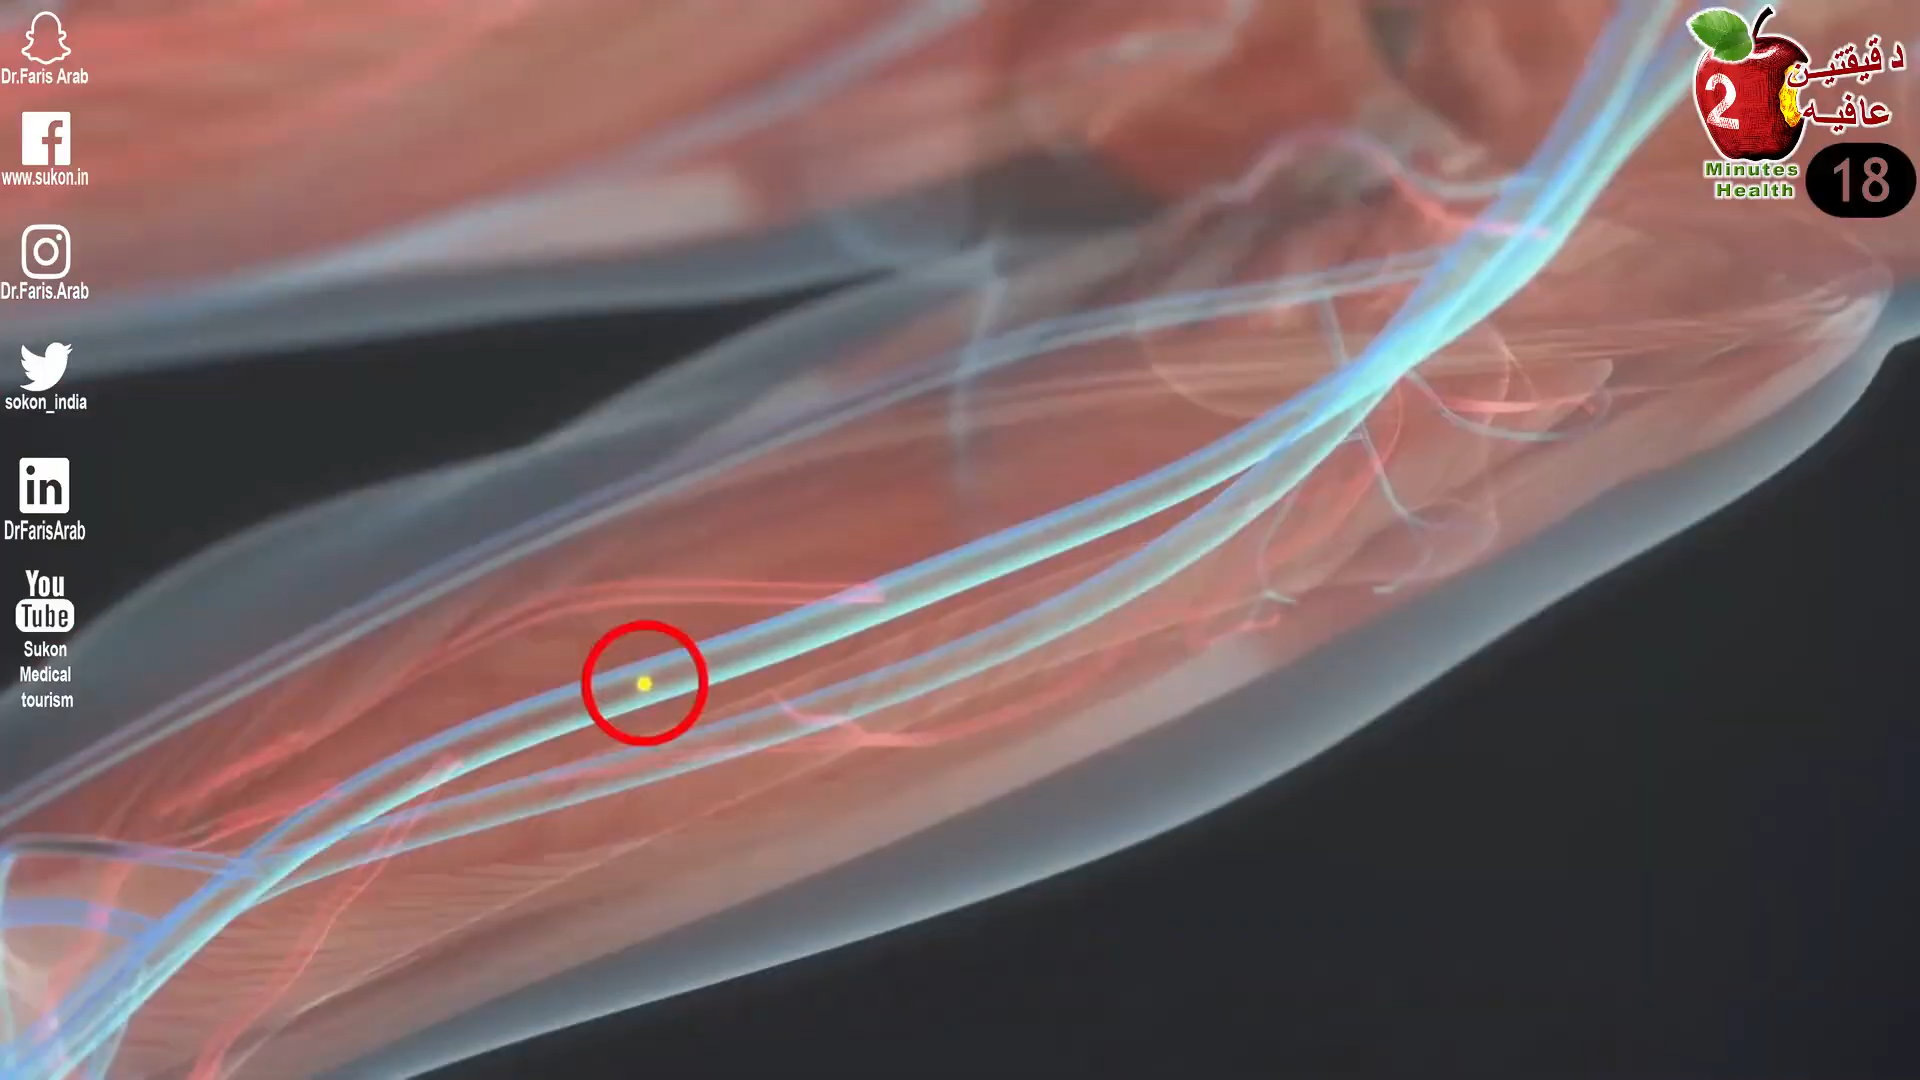 Dr.Faris Arab
www.sukon.in
Dr.Faris.Arab
sokon_india
in
DrFarisArab
You
Tube
Sukon
Medical
tourism
2
دقيقتين
عافيه
Minutes
Health
18